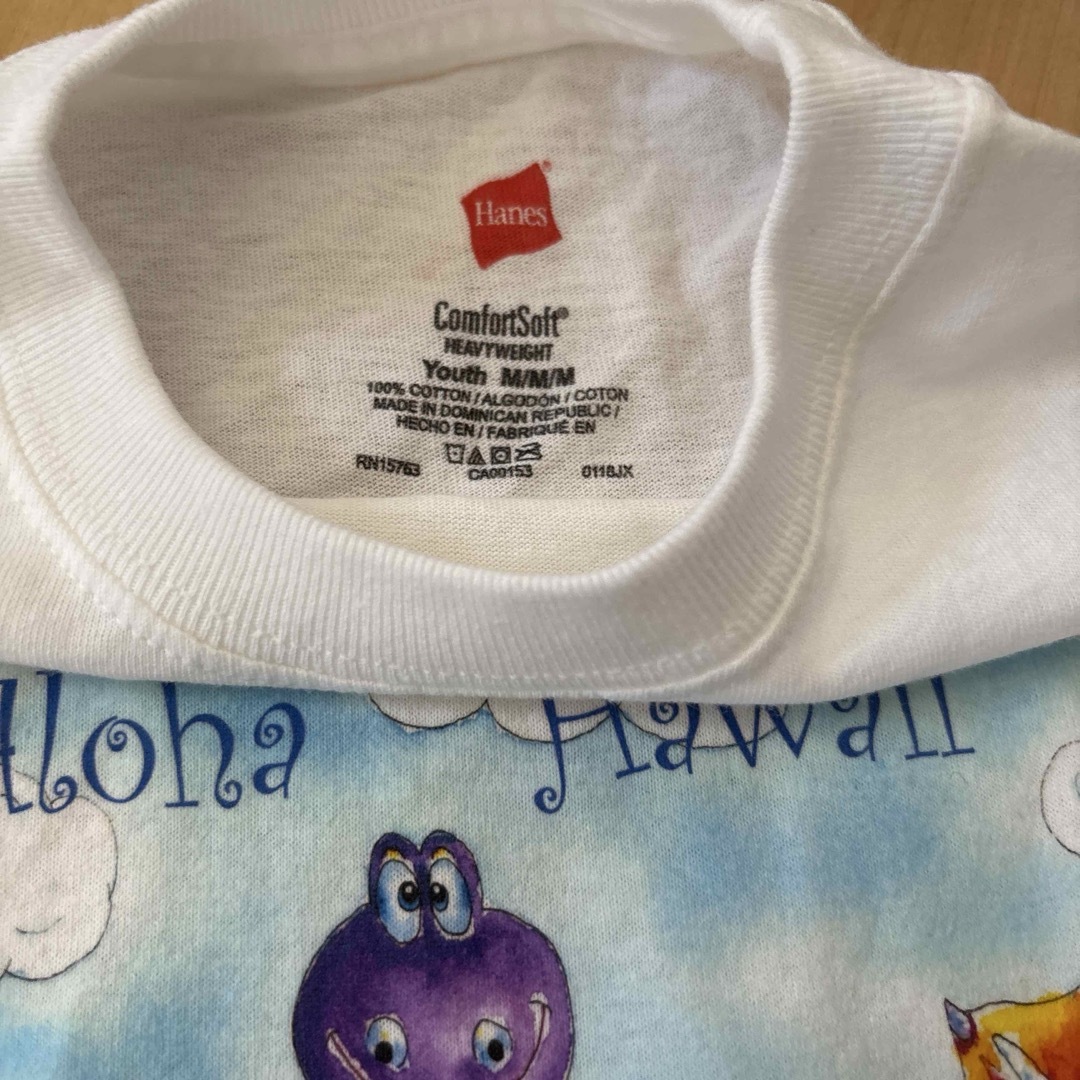 Hanes®
ComfortSoft®
HEAVYWEIGHT
Youth M/M/M
100% COTTON / ALGODÓN / COTON
MADE IN DOMINICAN REPUBLIC /
HECHO EN / FABRIQUÉ EN
RN15763 CA00153 0118JX
Aloha Hawaii